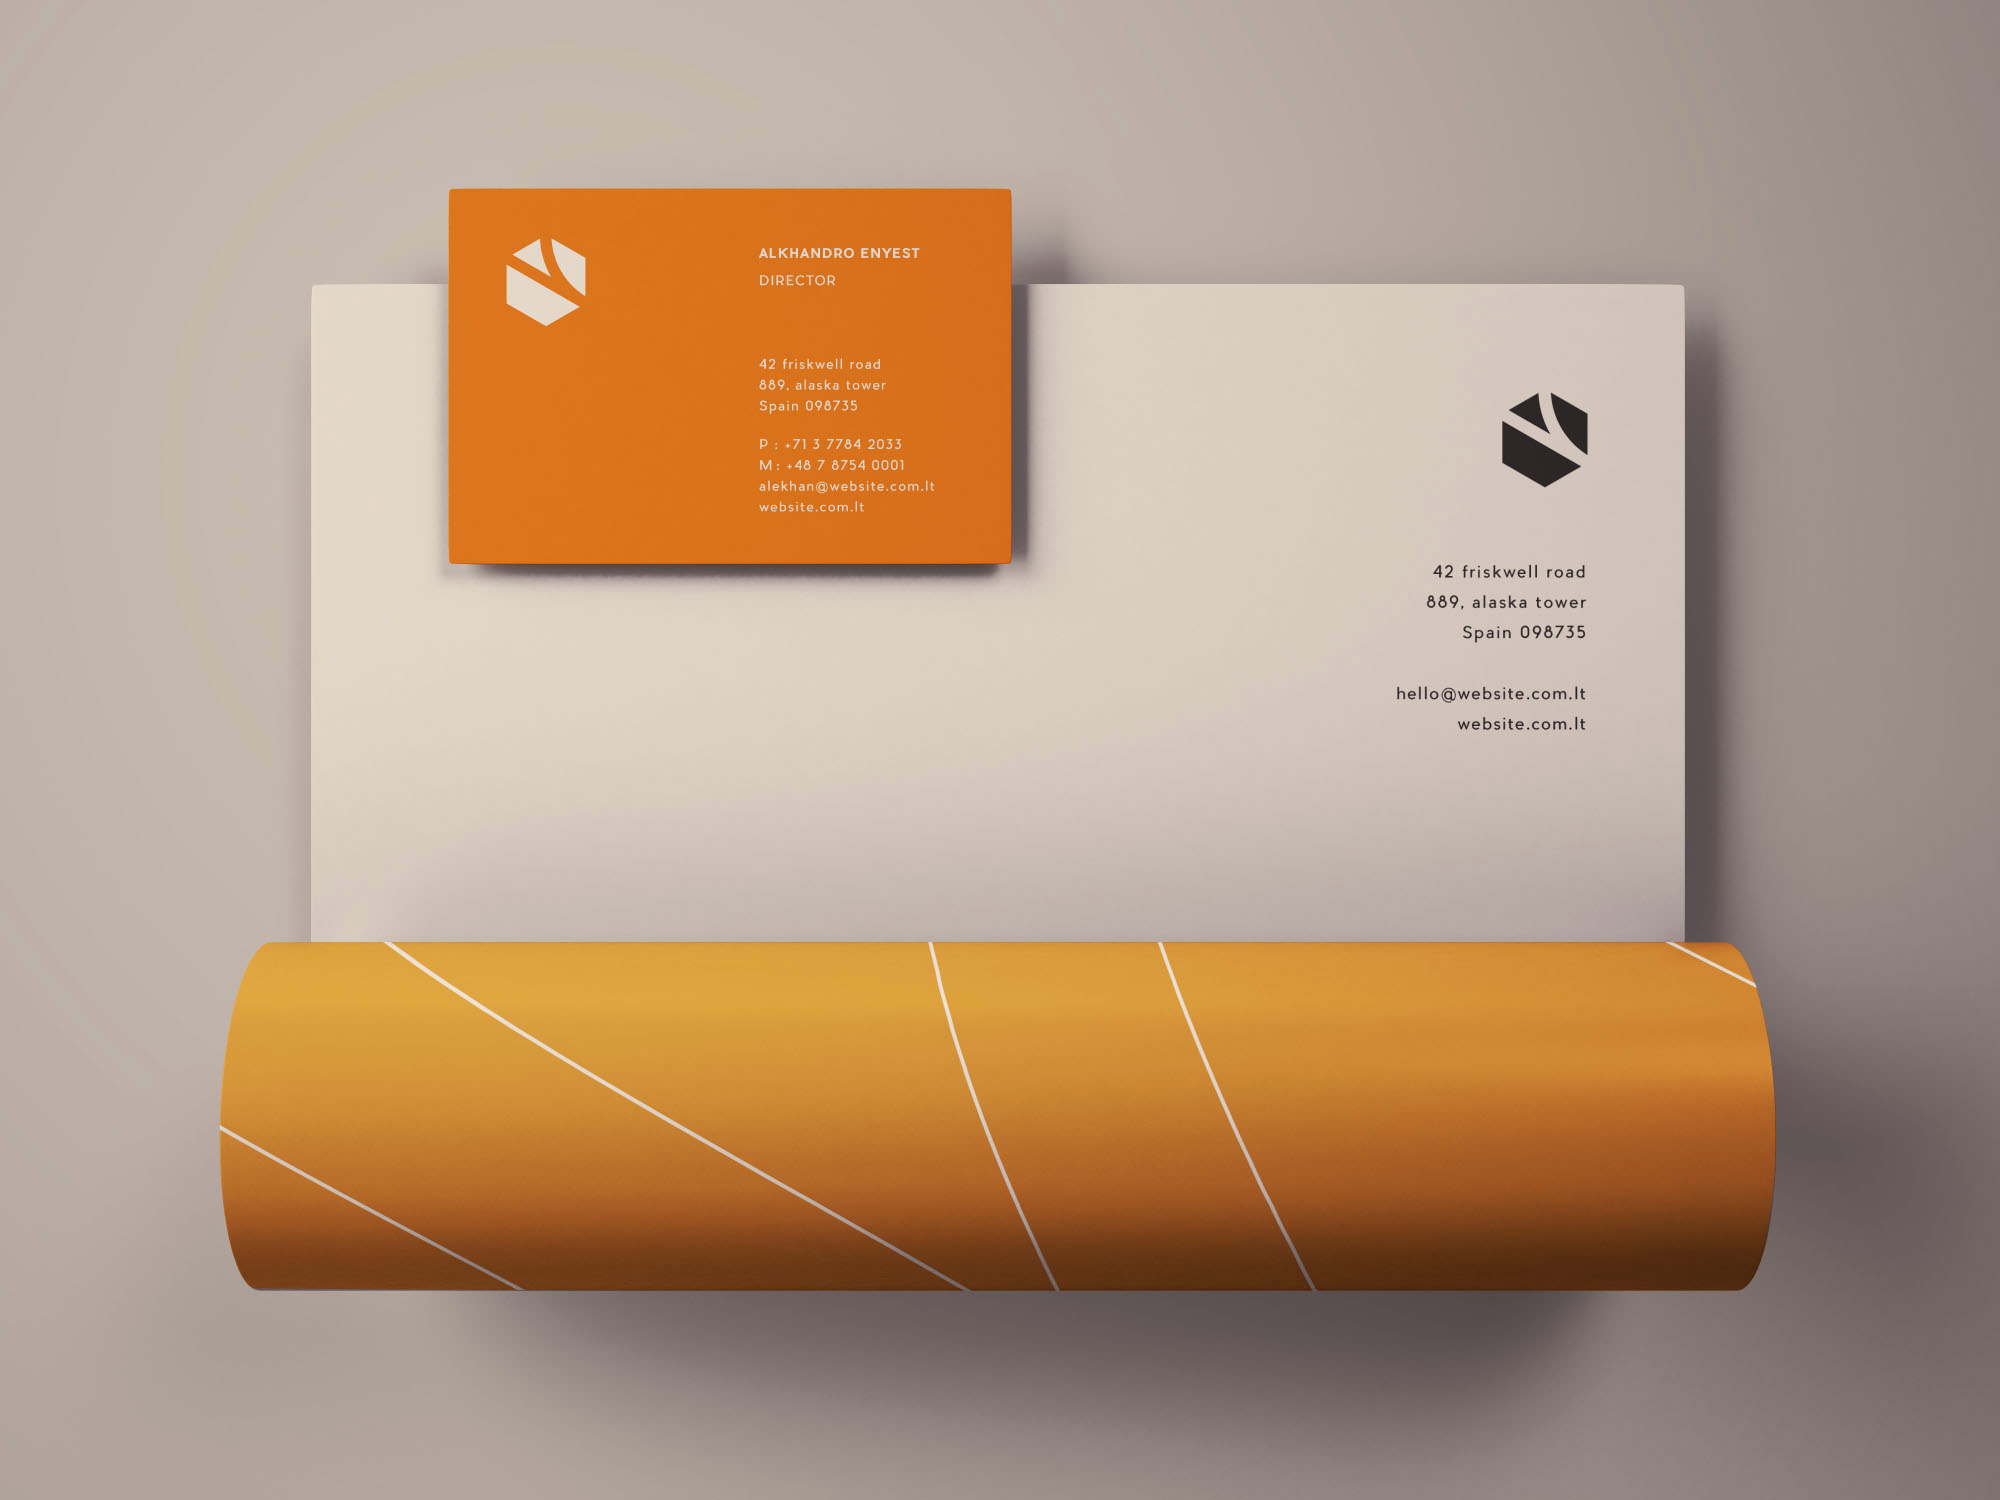 ALKHANDRO ENYEST
DIRECTOR
42 friskwell road
889, alaska tower
Spain 098735
P : +71 3 7784 2033
M : +48 7 8754 0001
alekhan@website.com.lt
website.com.lt
42 friskwell road
889, alaska tower
Spain 098735
hello@website.com.lt
website.com.lt